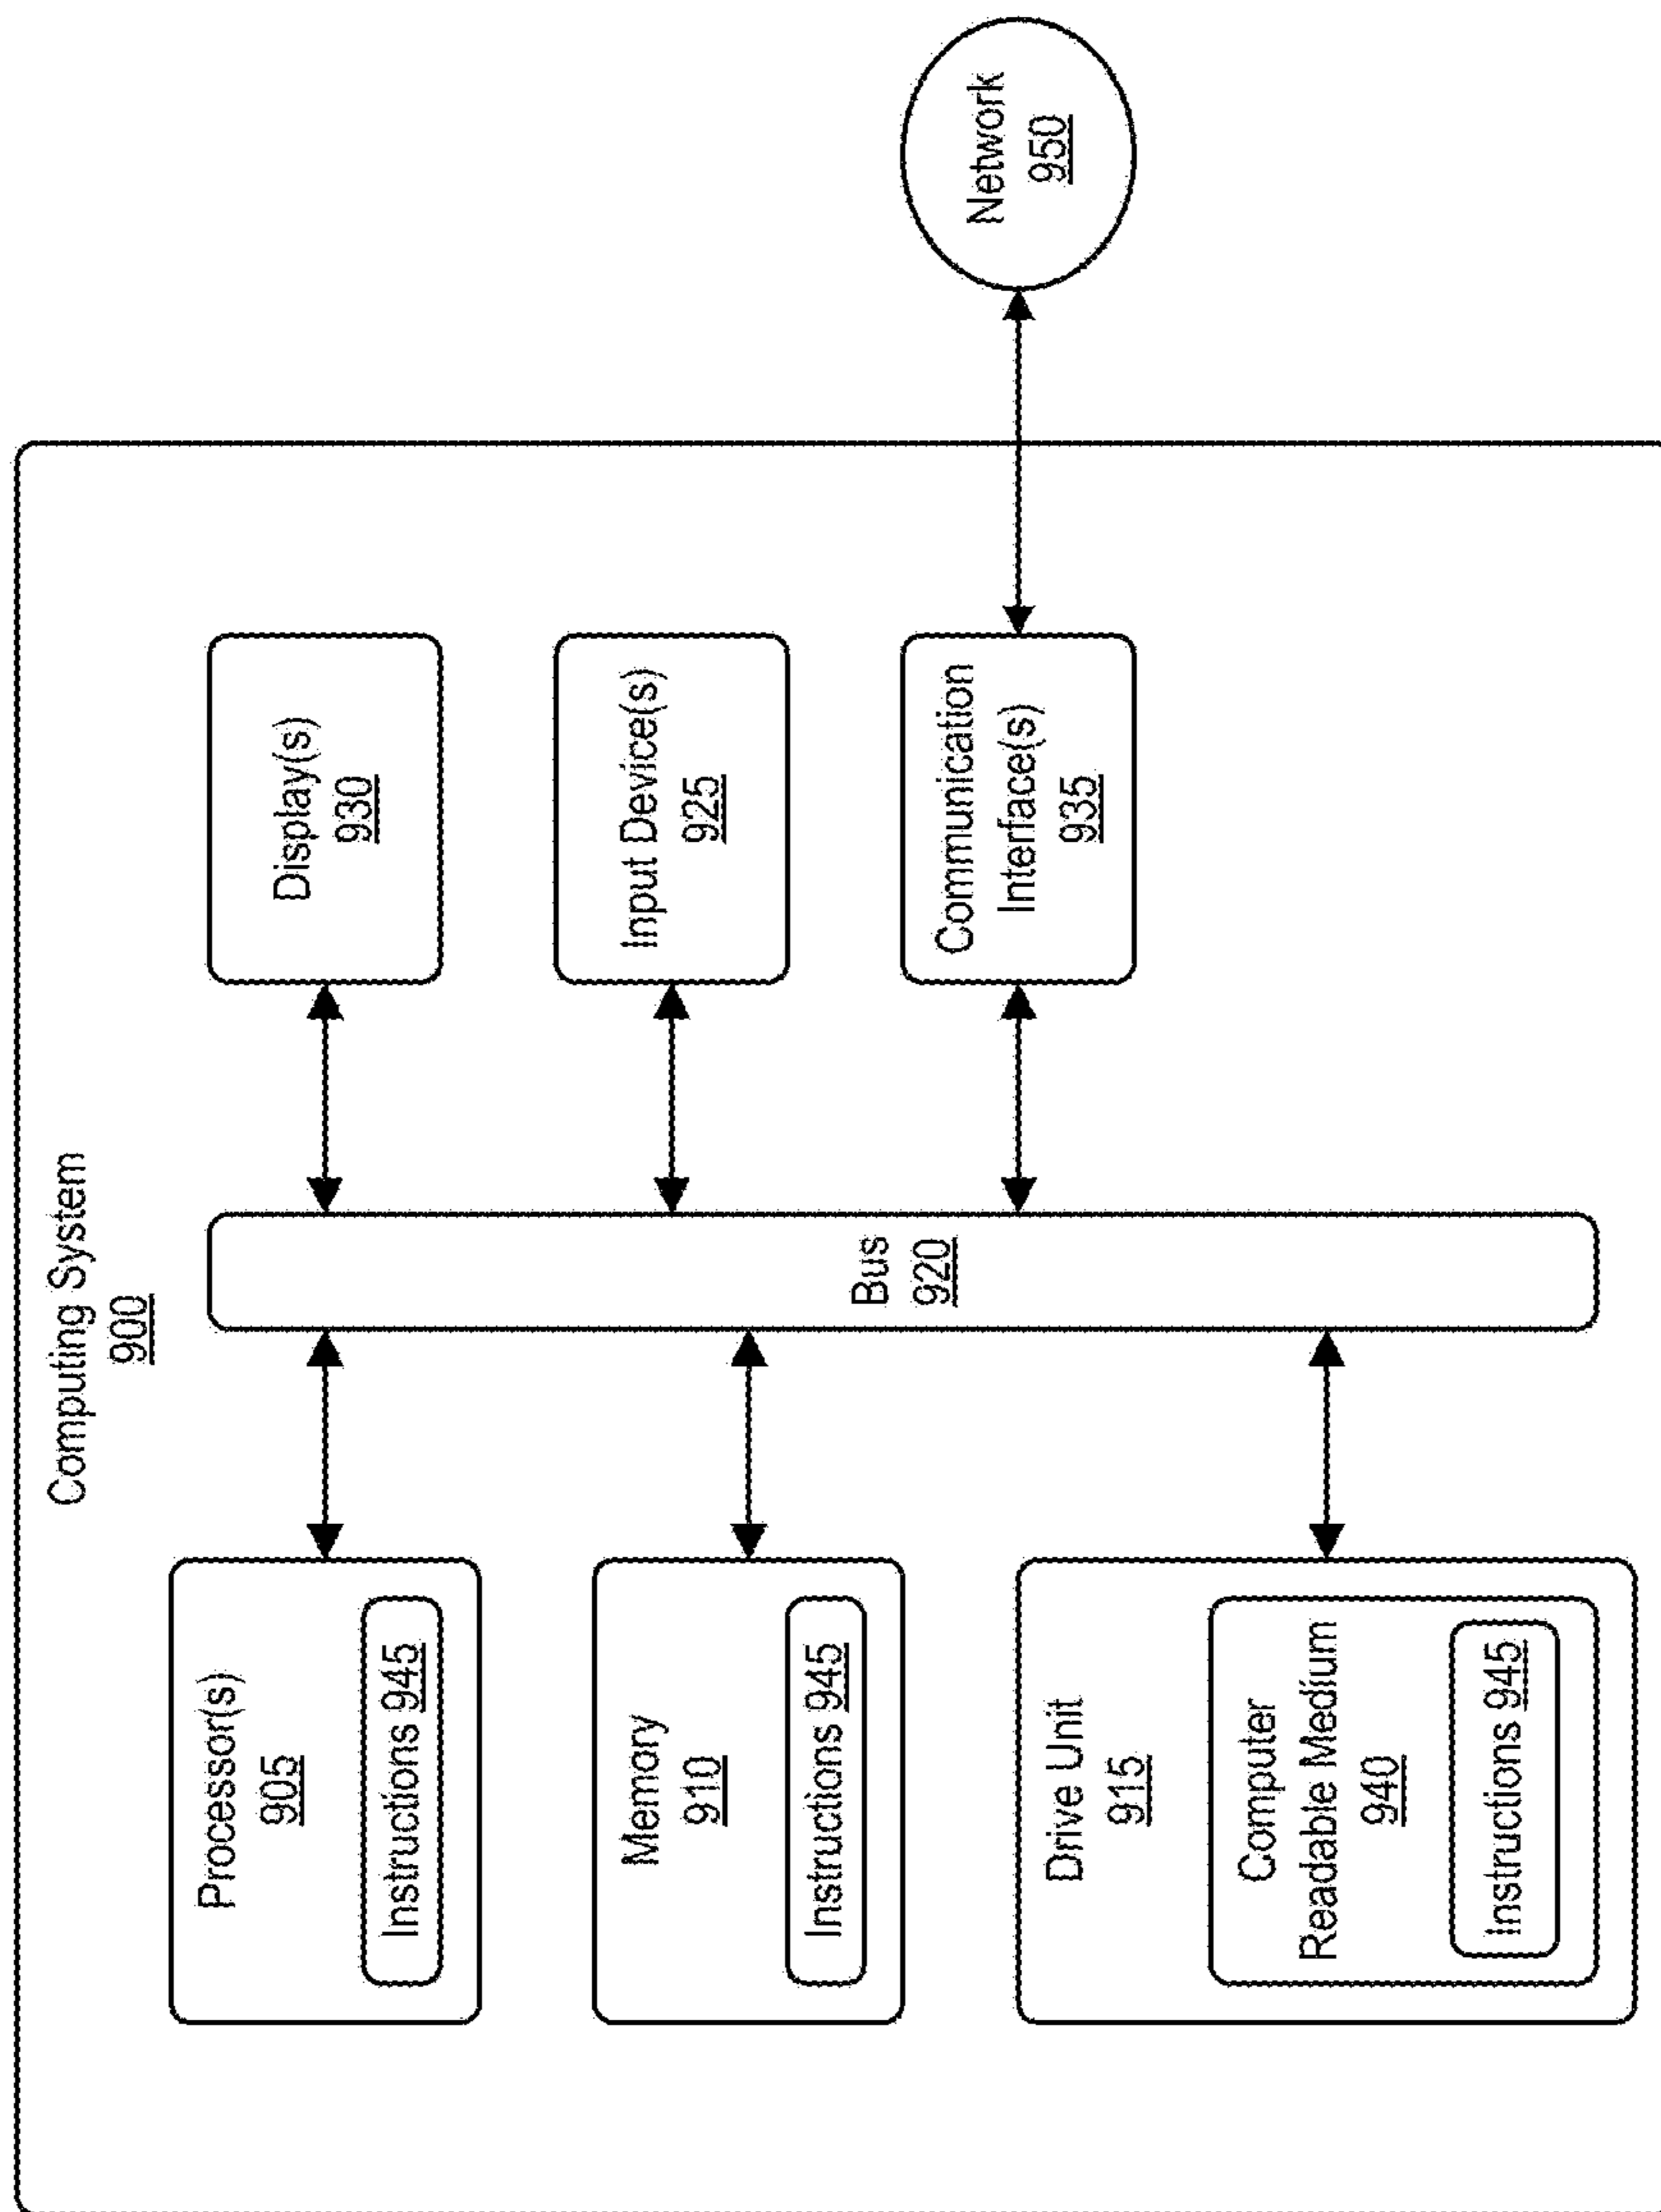 Computing System
900
Processor(s)
905
Instructions 945
Memory
910
Instructions 945
Drive Unit
915
Computer
Readable Medium
940
Instructions 945
Bus
920
Display(s)
930
Input Device(s)
925
Communication
Interface(s)
935
Network
950